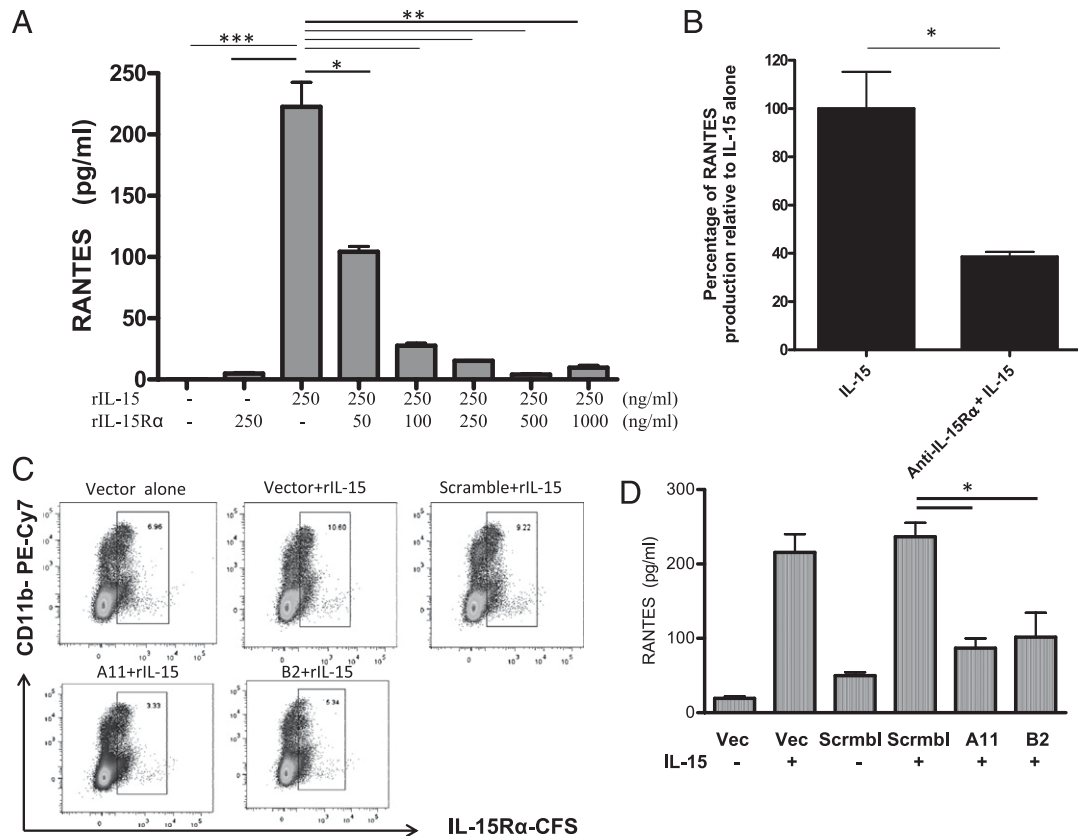 A
***
**
*
RANTES (pg/ml)
250
200
150
100
50
0
rIL-15 - - 250 250 250 250 250 250 (ng/ml)
rIL-15Rα - 250 - 50 100 250 500 1000 (ng/ml)
B
*
Percentage of RANTES
production relative to IL-15 alone
120
100
80
60
40
20
0
IL-15
Anti-IL-15Rα + IL-15
C
Vector alone
Vector+rIL-15
Scramble+rIL-15
6.96
10.60
9.22
A11+rIL-15
B2+rIL-15
3.33
5.34
CD11b- PE-Cy7
IL-15Rα-CFS
D
*
RANTES (pg/ml)
300
200
100
0
Vec Vec Scrmbl Scrmbl A11 B2
IL-15 - + - + + +